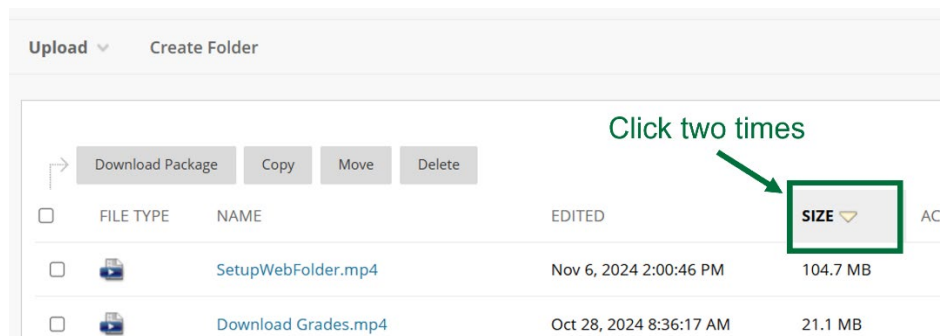 Upload Create Folder
Click two times
Download Package Copy Move Delete
FILE TYPE NAME EDITED SIZE AC
SetupWebFolder.mp4 Nov 6, 2024 2:00:46 PM 104.7 MB
Download Grades.mp4 Oct 28, 2024 8:36:17 AM 21.1 MB